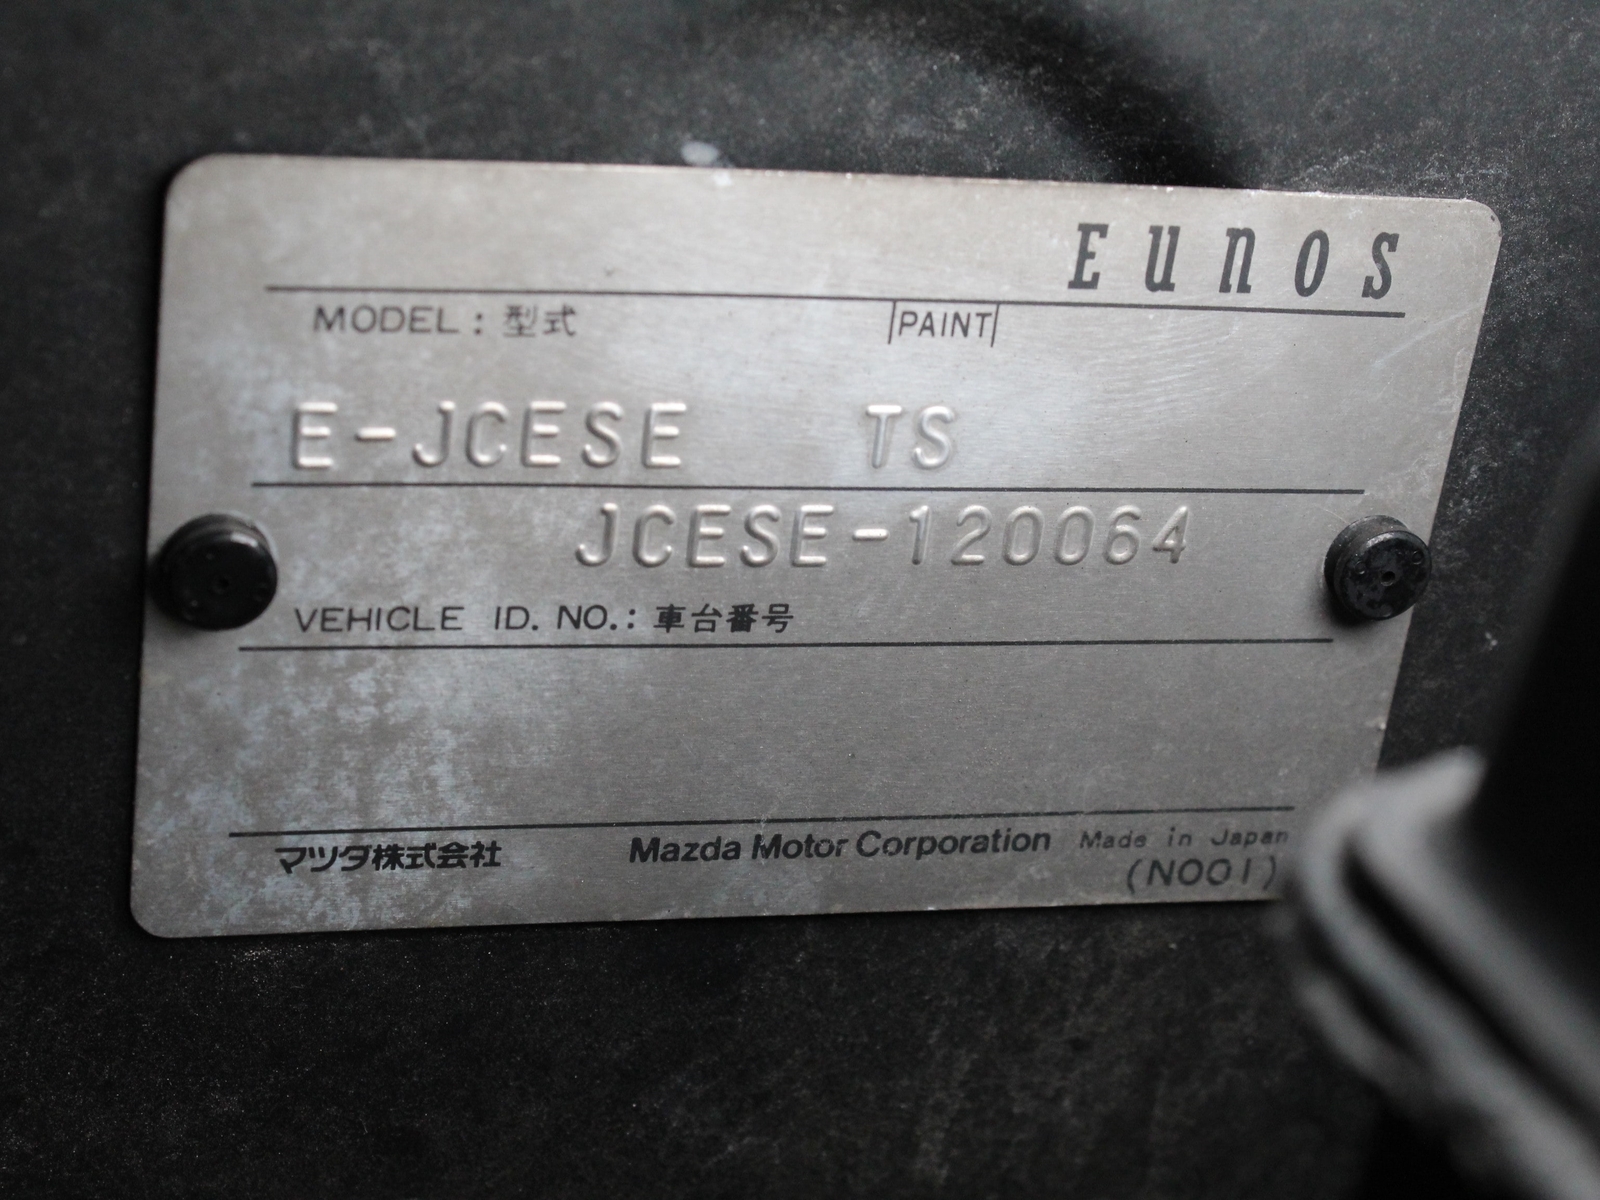 Eunos
MODEL : 型式 PAINT
E-JCESE TS
JCESE-120064
VEHICLE ID. NO. : 車台番号
マツダ株式会社 Mazda Motor Corporation Made in Japan
(N001)